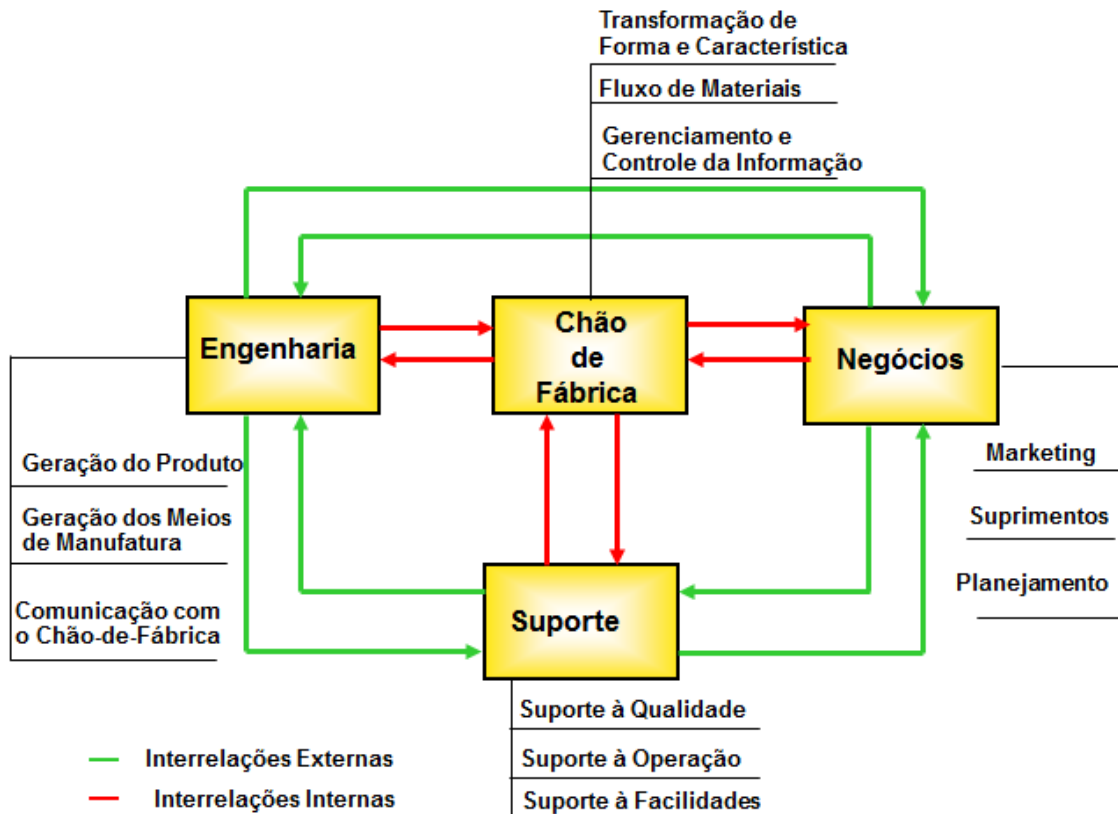 Transformação de
Forma e Característica
Fluxo de Materiais
Gerenciamento e
Controle da Informação
Engenharia
Chão
de
Fábrica
Negócios
Geração do Produto
Geração dos Meios
de Manufatura
Comunicação com
o Chão-de-Fábrica
Marketing
Suprimentos
Planejamento
Suporte
Suporte à Qualidade
Suporte à Operação
Suporte à Facilidades
Interrelações Externas
Interrelações Internas